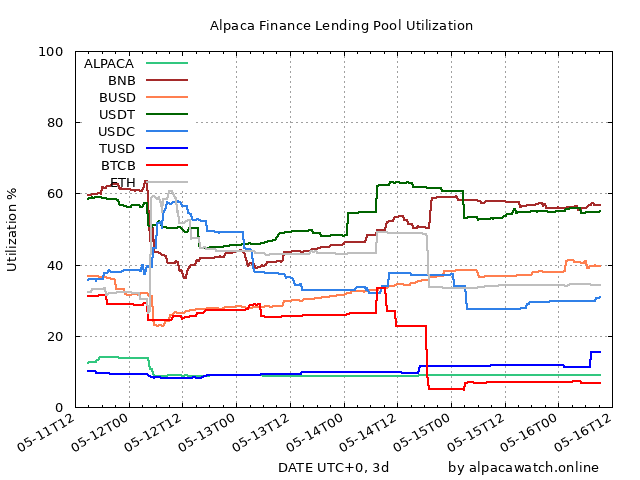 Alpaca Finance Lending Pool Utilization
100
80
60
40
20
0
Utilization %
ALPACA
BNB
BUSD
USDT
USDC
TUSD
BTCB
ETH
05-11T12
05-12T00
05-12T12
05-13T00
05-13T12
05-14T00
05-14T12
05-15T00
05-15T12
05-16T00
05-16T12
DATE UTC+0, 3d
by alpacawatch.online